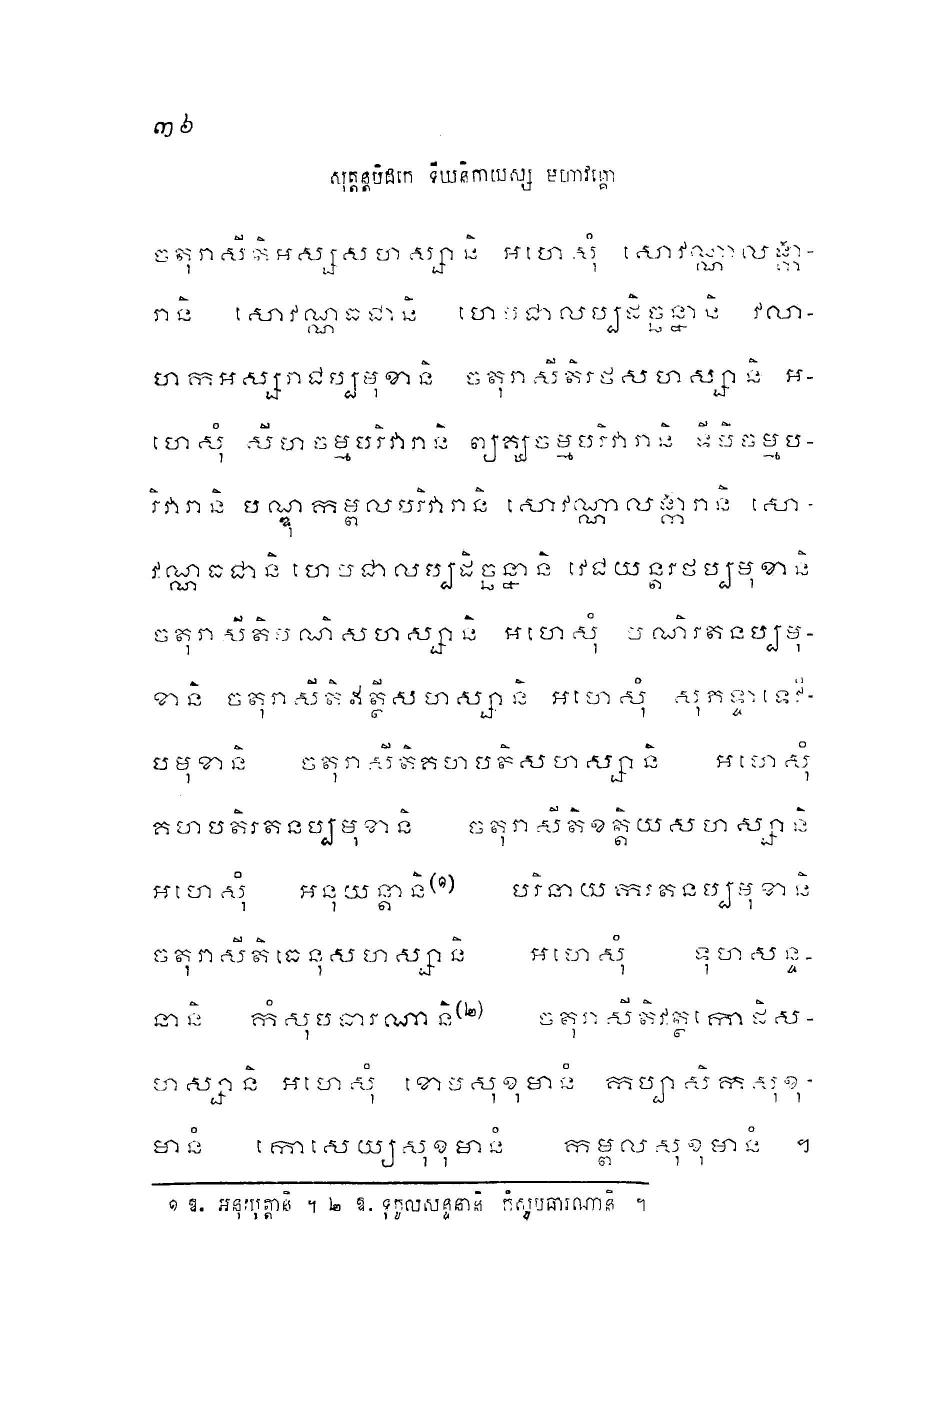 ៣៦
សុត្តន្តបិដកេ ទីឃនិកាយស្ស មហាវគ្គោ
ចតុរាសីតិអស្សសហស្សានិ អហេសុំ សោវណ្ណាលង្ការា-
រានិ សោវណ្ណធជានិ ហេមជាលប្បដិច្ឆន្នានិ វលា-
ហកអស្សរាជប្បមុខានិ ចតុរាសីតិរថសហស្សានិ អ-
ហេសុំ សីហចម្មបរិវារានិ ព្យគ្ឃចម្មបរិវារានិ ទីបិចម្មប-
រិវារានិ បណ្ឌុកម្ពលបរិវារានិ សោវណ្ណាលង្ការានិ សោ-
វណ្ណធជានិ ហេមជាលប្បដិច្ឆន្នានិ វេជយន្តរថប្បមុខានិ
ចតុរាសីតិមណិសហស្សានិ អហេសុំ មណិរតនប្បមុ-
ខានិ ចតុរាសីតិឥត្ថីសហស្សានិ អហេសុំ សុភទ្ទាទេវី-
បមុខានិ ចតុរាសីតិគហបតិសហស្សានិ អហេសុំ
គហបតិរតនប្បមុខានិ ចតុរាសីតិខត្តិយសហស្សានិ
អហេសុំ អនុយន្តានិ(១) បរិនាយករតនប្បមុខានិ
ចតុរាសីតិធេនុសហស្សានិ អហេសុំ ទុហសន្ទ-
នានិ កំសុបធារណានិ(២) ចតុរាសីតិវត្ថកោដិស-
ហស្សានិ អហេសុំ ខោមសុខុមានំ កប្បាសិកសុខុ-
មានំ កោសេយ្យសុខុមានំ កម្ពលសុខុមានំ ។
១ ឱ. អនុយុត្តានិ ។ ២ ឱ. ទុកូលសន្ទនានិ កំសូបធារណានិ ។